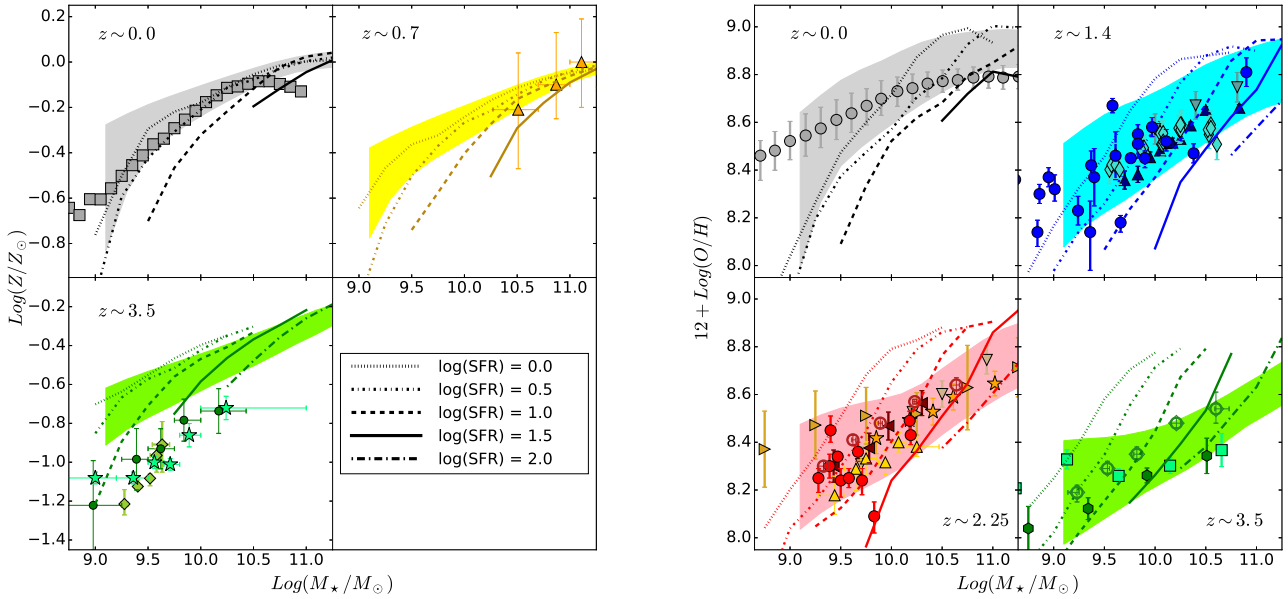 z ~ 0.0
z ~ 0.7
0.2
0.0
−0.2
−0.4
−0.6
−0.8
9.0 9.5 10.0 10.5 11.0
Log(Z/Z⊙)
z ~ 3.5
−0.2
−0.4
−0.6
−0.8
−1.0
−1.2
−1.4
log(SFR) = 0.0
log(SFR) = 0.5
log(SFR) = 1.0
log(SFR) = 1.5
log(SFR) = 2.0
9.0 9.5 10.0 10.5 11.0
Log(M⋆/M⊙)
z ~ 0.0
z ~ 1.4
9.0
8.8
8.6
8.4
8.2
8.0
12 + Log(O/H)
9.0
8.8
8.6
8.4
8.2
8.0
z ~ 2.25
z ~ 3.5
9.0 9.5 10.0 10.5 11.0
9.0 9.5 10.0 10.5 11.0
Log(M⋆/M⊙)